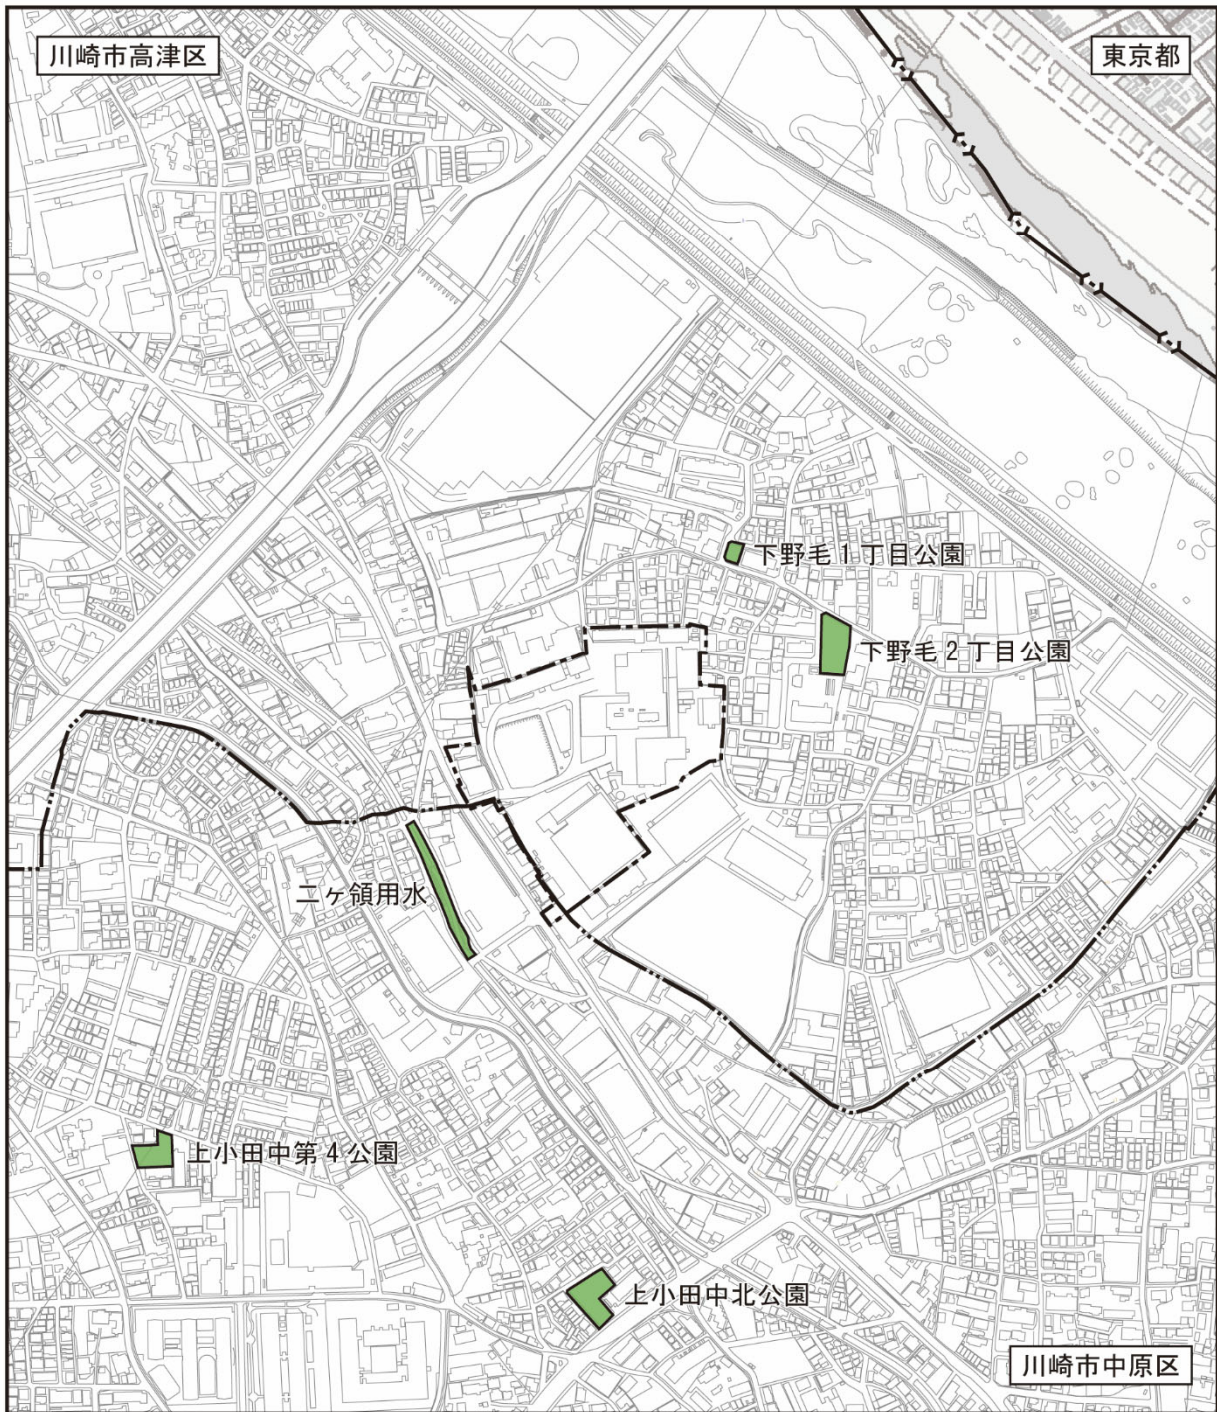 川崎市高津区
東京都
下野毛1丁目公園
下野毛2丁目公園
二ヶ領用水
上小田中第4公園
上小田中北公園
川崎市中原区